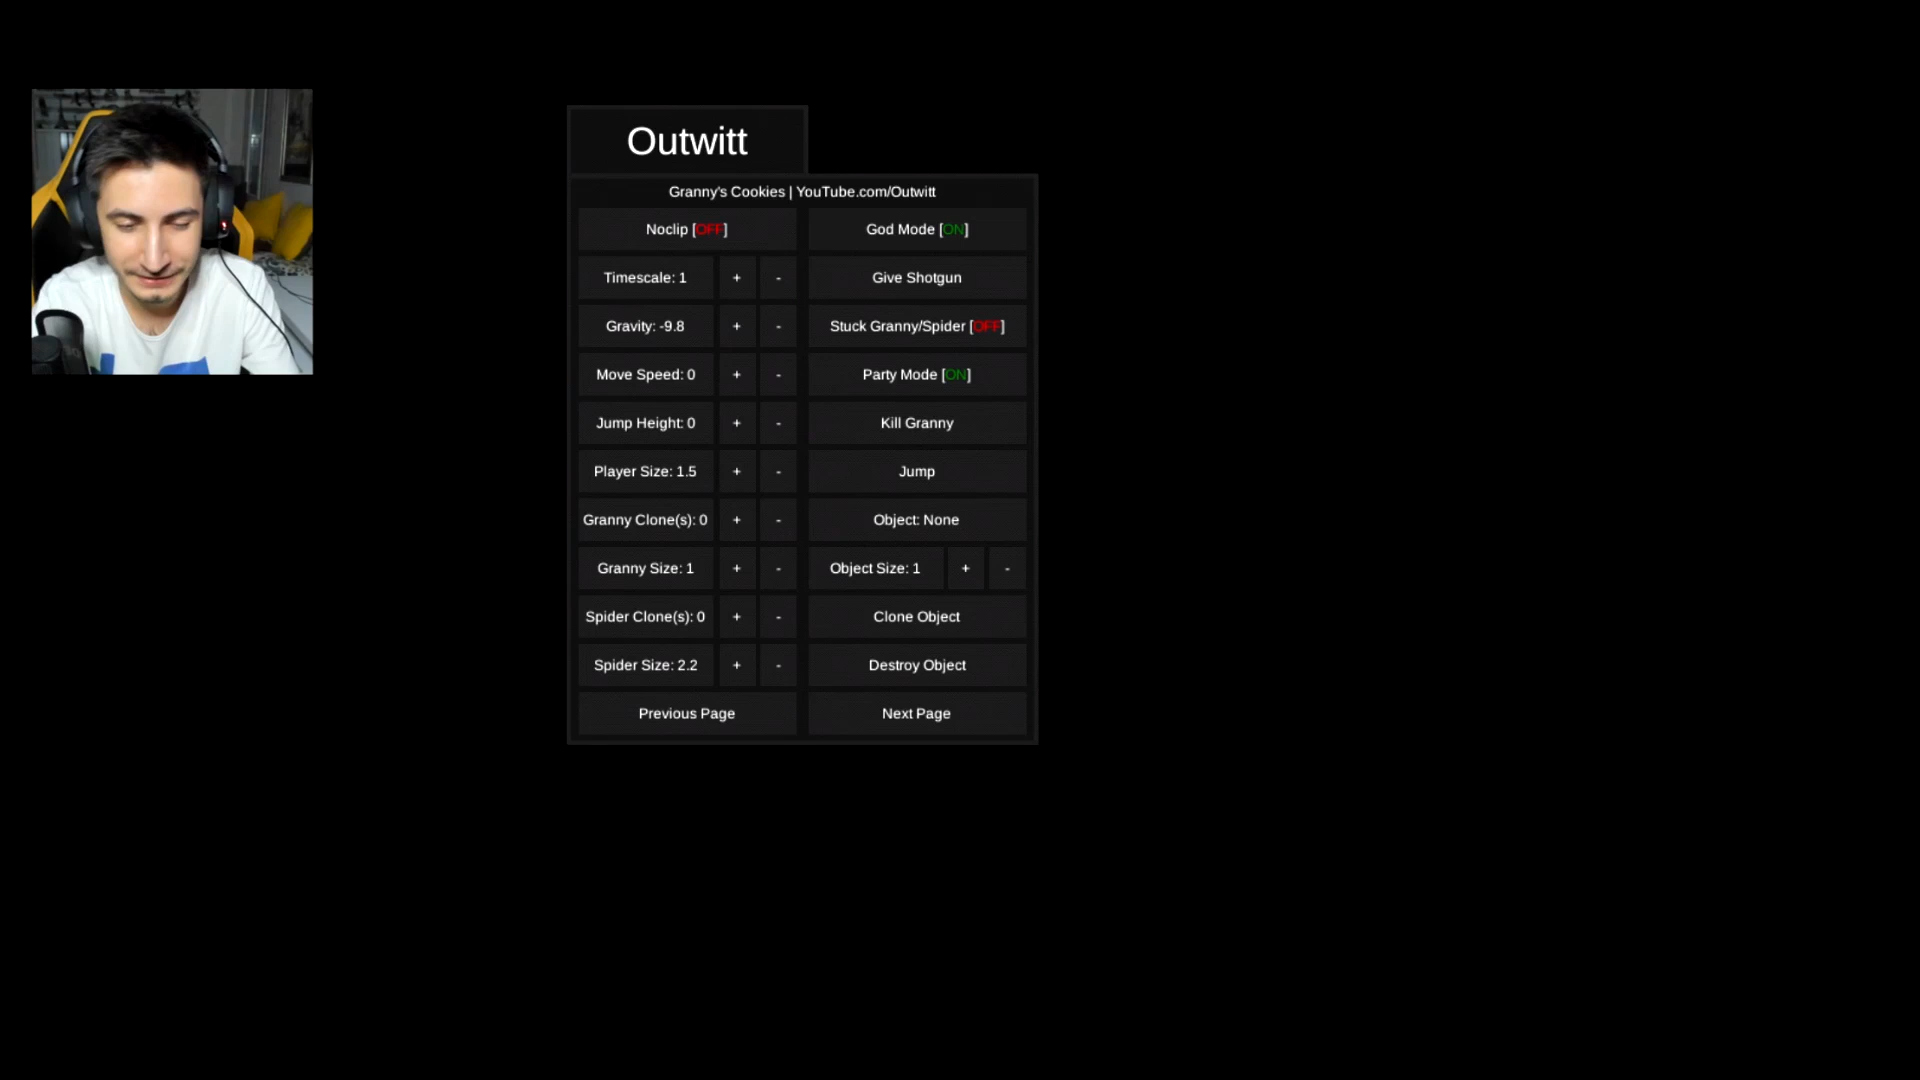 Outwitt
Granny's Cookies | YouTube.com/Outwitt
Noclip [OFF] God Mode [ON]
Timescale: 1 + - Give Shotgun
Gravity: -9.8 + - Stuck Granny/Spider [OFF]
Move Speed: 0 + - Party Mode [ON]
Jump Height: 0 + - Kill Granny
Player Size: 1.5 + - Jump
Granny Clone(s): 0 + - Object: None
Granny Size: 1 + - Object Size: 1 + -
Spider Clone(s): 0 + - Clone Object
Spider Size: 2.2 + - Destroy Object
Previous Page Next Page